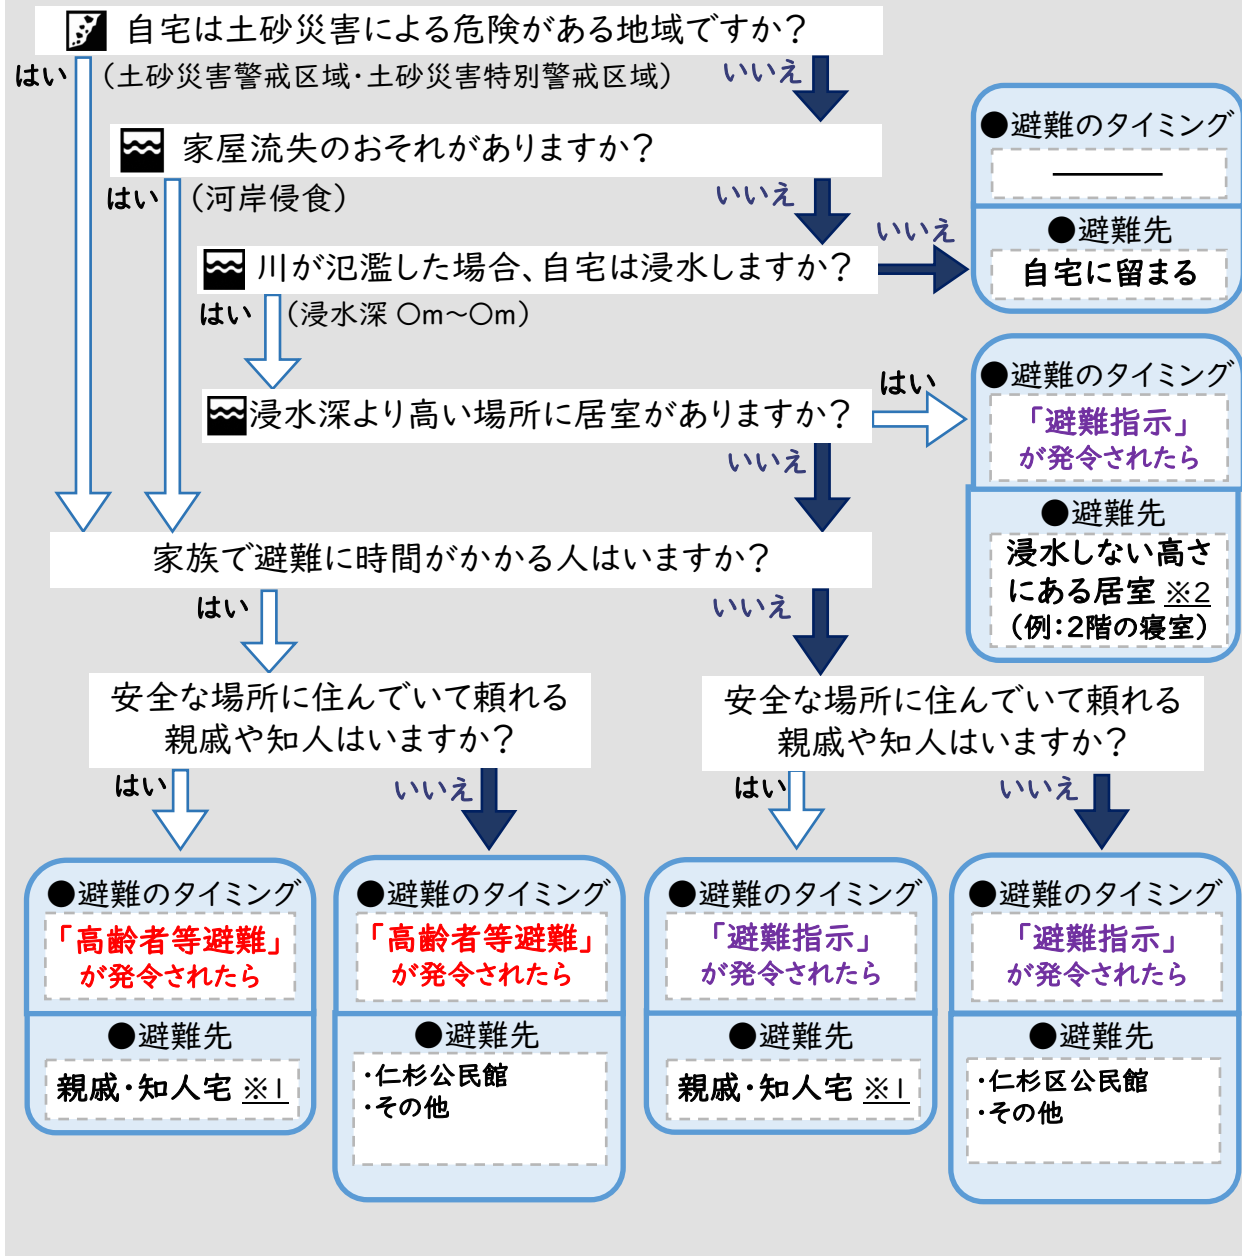 自宅は土砂災害による危険がある地域ですか？
はい
（土砂災害警戒区域・土砂災害特別警戒区域）
いいえ
家屋流失のおそれがありますか？
はい
（河岸侵食）
いいえ
川が氾濫した場合、自宅は浸水しますか？
いいえ
はい
（浸水深 〇m～〇m）
●避難のタイミング
————
●避難先
自宅に留まる
浸水深より高い場所に居室がありますか？
はい
いいえ
●避難のタイミング
「避難指示」
が発令されたら
●避難先
浸水しない高さ
にある居室 ※2
（例：2階の寝室）
家族で避難に時間がかかる人はいますか？
はい
いいえ
安全な場所に住んでいて頼れる
親戚や知人はいますか？
はい
いいえ
安全な場所に住んでいて頼れる
親戚や知人はいますか？
はい
いいえ
●避難のタイミング
「高齢者等避難」
が発令されたら
●避難先
親戚・知人宅 ※1
●避難のタイミング
「高齢者等避難」
が発令されたら
●避難先
・仁杉公民館
・その他
●避難のタイミング
「避難指示」
が発令されたら
●避難先
親戚・知人宅 ※1
●避難のタイミング
「避難指示」
が発令されたら
●避難先
・仁杉区公民館
・その他